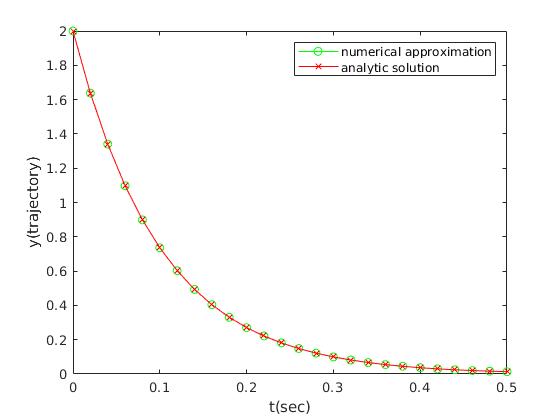 2
1.8
1.6
1.4
1.2
1
0.8
0.6
0.4
0.2
0
y(trajectory)
numerical approximation
analytic solution
0 0.1 0.2 0.3 0.4 0.5
t(sec)